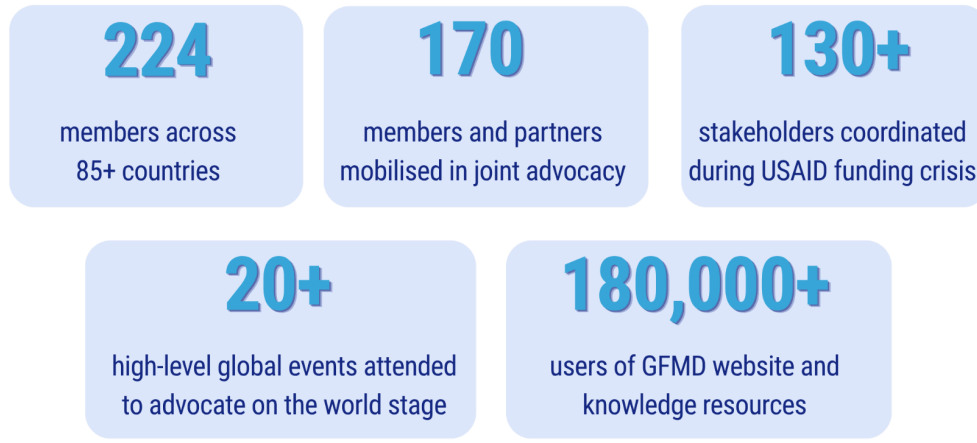 224
members across
85+ countries
170
members and partners
mobilised in joint advocacy
130+
stakeholders coordinated
during USAID funding crisis
20+
high-level global events attended
to advocate on the world stage
180,000+
users of GFMD website and
knowledge resources